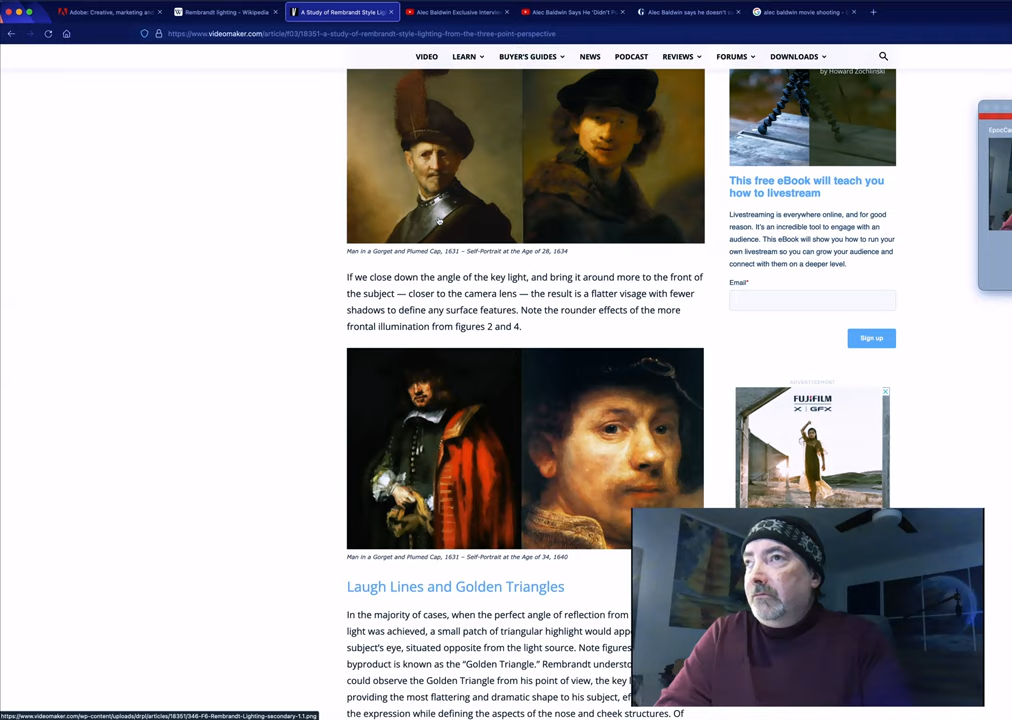 Adobe: Creative, marketing and
Rembrandt lighting - Wikipedia
A Study of Rembrandt Style Lig
Alec Baldwin Exclusive Interview
Alec Baldwin Says He 'Didn't P
Alec Baldwin says he doesn't
alec baldwin movie shooting -
https://www.videomaker.com/article/f03/18351-a-study-of-rembrandt-style-lighting-from-the-three-point-perspective
VIDEO LEARN BUYER'S GUIDES NEWS PODCAST REVIEWS FORUMS DOWNLOADS
by Howard Zochlinski
EpocCa
This free eBook will teach you
how to livestream
Livestreaming is everywhere online, and for good
reason. It's an incredible tool to engage with an
audience. This eBook will show you how to run your
own livestream so you can grow your audience and
connect with them on a deeper level.
Email*
Sign up
ADVERTISEMENT
FUJIFILM
X | GFX
Man in a Gorget and Plumed Cap, 1631 – Self-Portrait at the Age of 28, 1634
If we close down the angle of the key light, and bring it around more to the front of
the subject — closer to the camera lens — the result is a flatter visage with fewer
shadows to define any surface features. Note the rounder effects of the more
frontal illumination from figures 2 and 4.
Man in a Gorget and Plumed Cap, 1631 – Self-Portrait at the Age of 34, 1640
Laugh Lines and Golden Triangles
In the majority of cases, when the perfect angle of reflection from
light was achieved, a small patch of triangular highlight would appe
subject's eye, situated opposite from the light source. Note figures
byproduct is known as the "Golden Triangle." Rembrandt understo
could observe the Golden Triangle from his point of view, the key l
providing the most flattering and dramatic shape to his subject, ef
the expression while defining the aspects of the nose and cheek structures. Of
https://www.videomaker.com/wp-content/uploads/drpl/articles/18351/346-F6-Rembrandt-Lighting-secondary-1.1.png